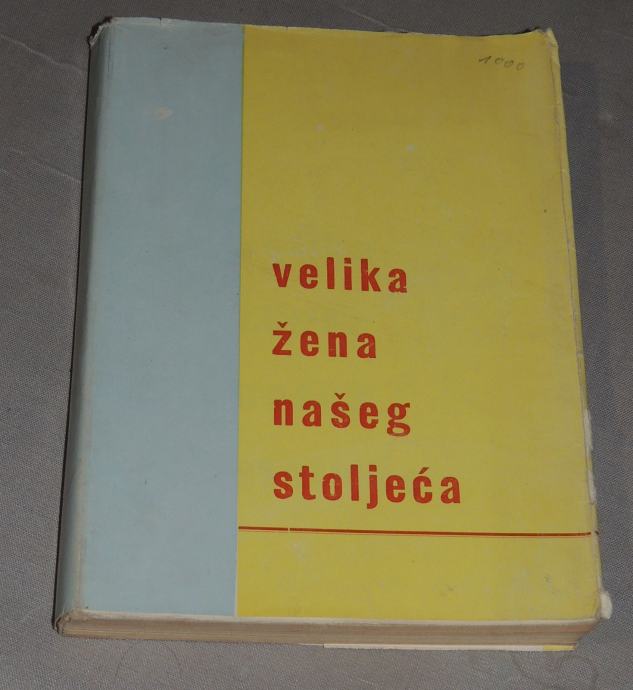 1000
velika
žena
našeg
stoljeća